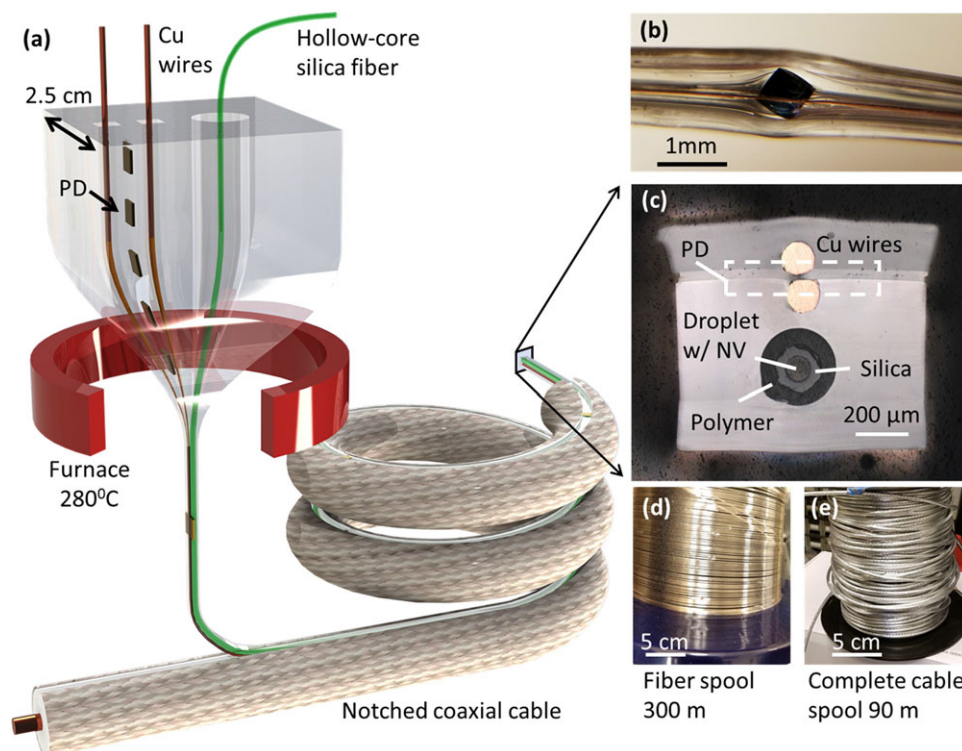 (a)
Cu
wires
Hollow-core
silica fiber
2.5 cm
PD
Furnace
280⁰C
Notched coaxial cable
(b)
1mm
(c)
PD
Cu wires
Droplet
w/ NV
Silica
Polymer
200 µm
(d)
5 cm
Fiber spool
300 m
(e)
5 cm
Complete cable
spool 90 m